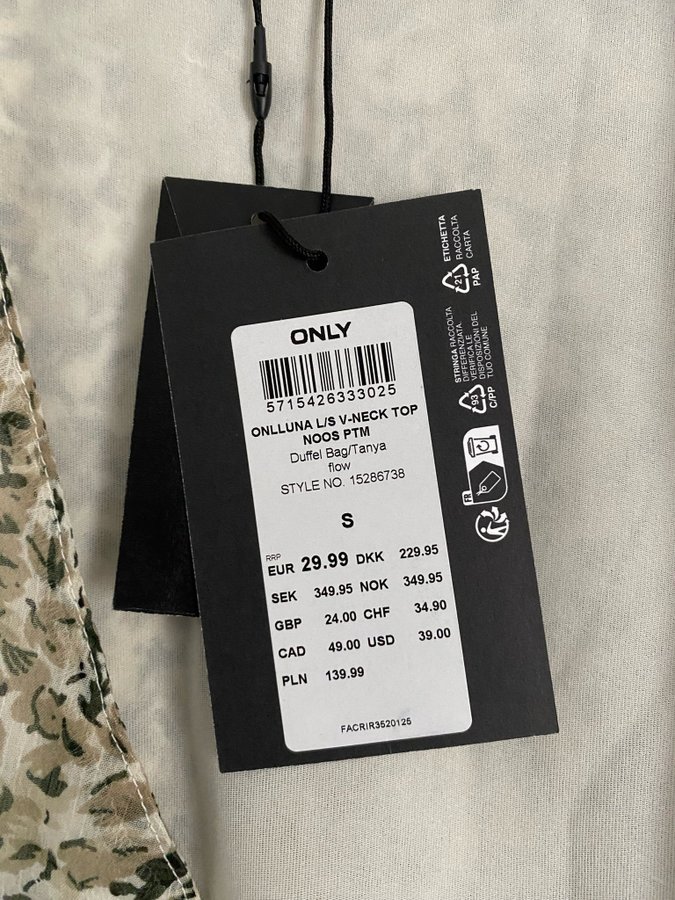 ONLY
5715426333025
ONLLUNA L/S V-NECK TOP
NOOS PTM
Duffel Bag/Tanya
flow
STYLE NO. 15286738
S
RRP
EUR 29.99 DKK 229.95
SEK 349.95 NOK 349.95
GBP 24.00 CHF 34.90
CAD 49.00 USD 39.00
PLN 139.99
FACRIR3520125
ETICHETTA
RACCOLTA
CARTA
21
PAP
STRINGA RACCOLTA
DIFFERENZIATA.
VERIFICA LE
DISPOSIZIONI DEL
TUO COMUNE
93
C/PP
FR